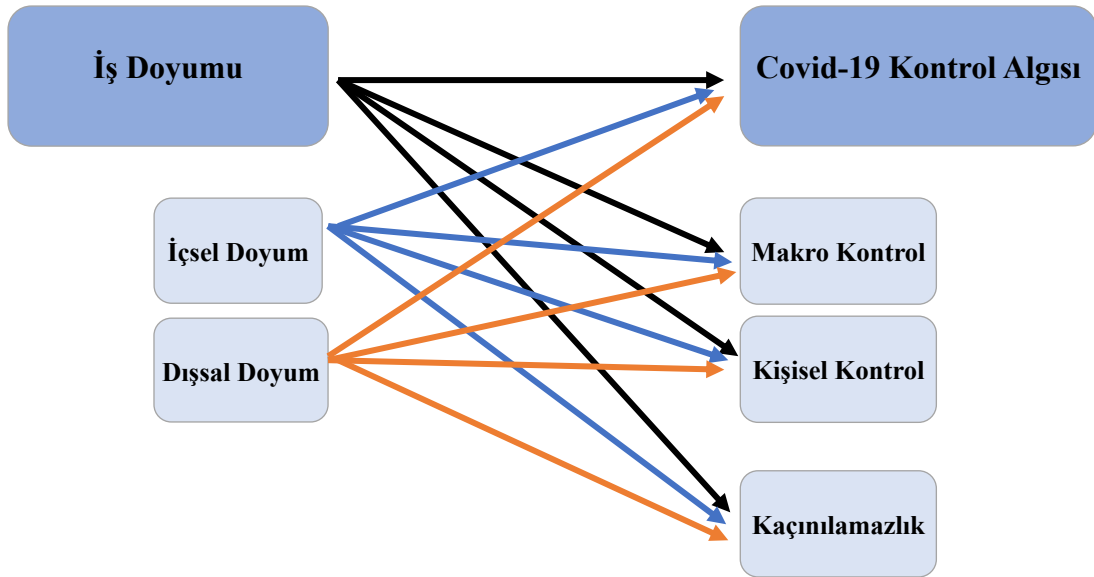 İş Doyumu
Covid-19 Kontrol Algısı
İçsel Doyum
Makro Kontrol
Dışsal Doyum
Kişisel Kontrol
Kaçınılamazlık